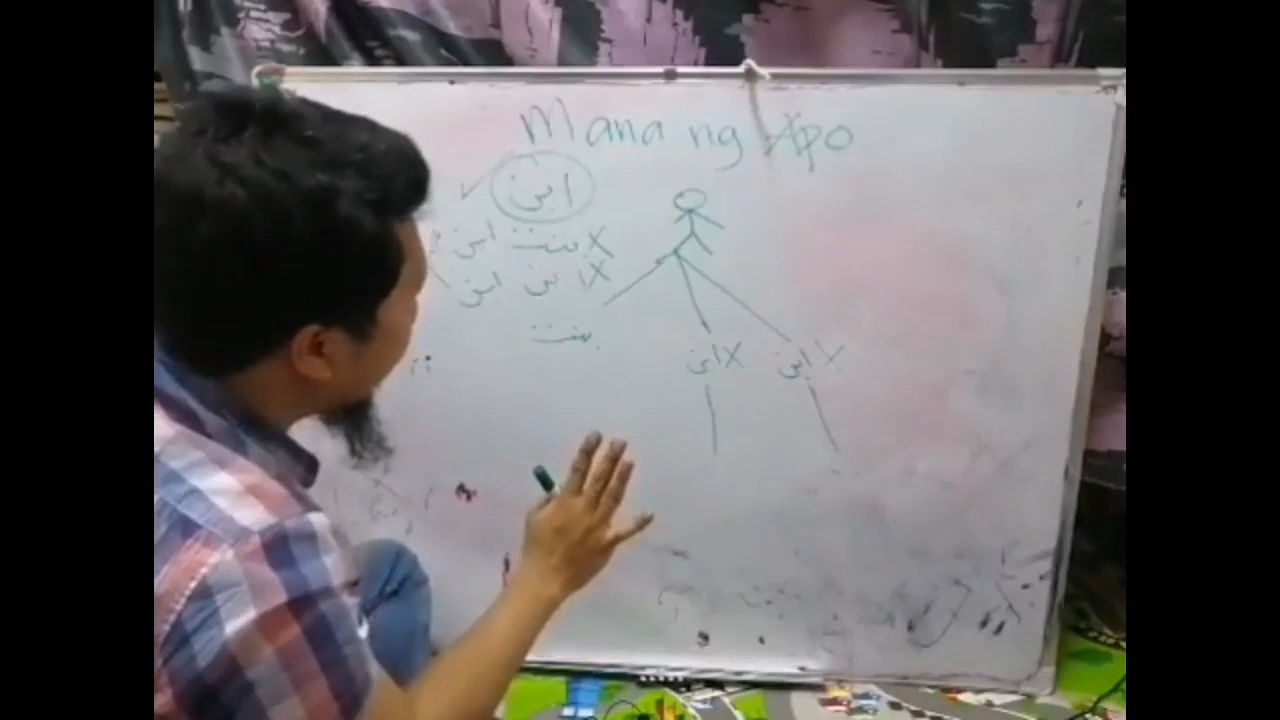 Mana ng Apo
ابن
X بنت ابن
X ابن ابن
بنت
X ابن X ابن